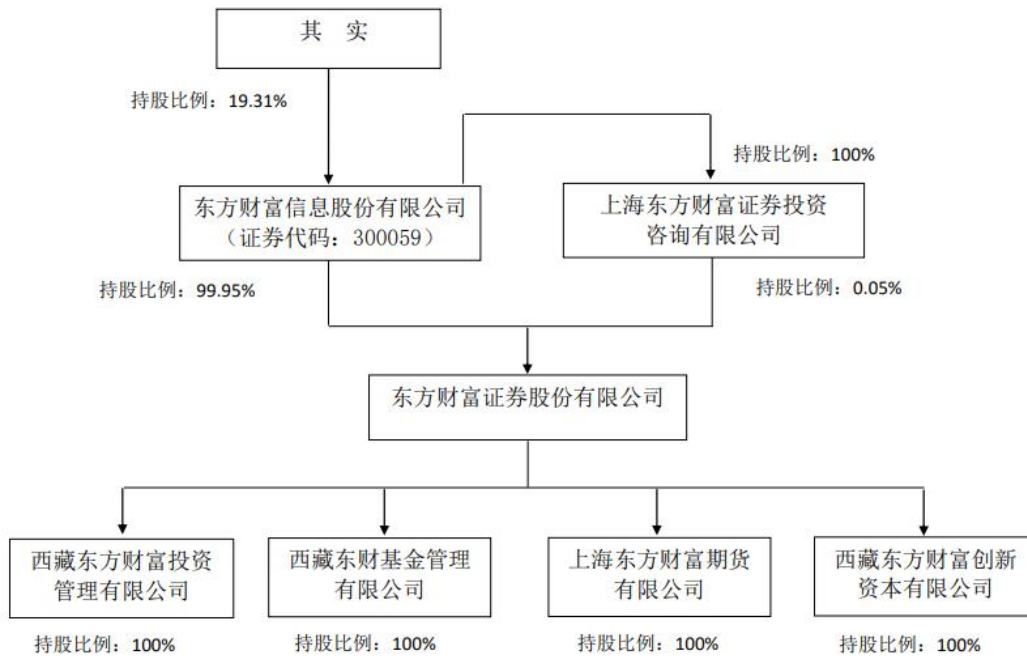 其 实
持股比例：19.31%
持股比例：100%
东方财富信息股份有限公司
（证券代码：300059）
上海东方财富证券投资
咨询有限公司
持股比例：99.95%
持股比例：0.05%
东方财富证券股份有限公司
西藏东方财富投资
管理有限公司
西藏东财基金管理
有限公司
上海东方财富期货
有限公司
西藏东方财富创新
资本有限公司
持股比例：100%
持股比例：100%
持股比例：100%
持股比例：100%